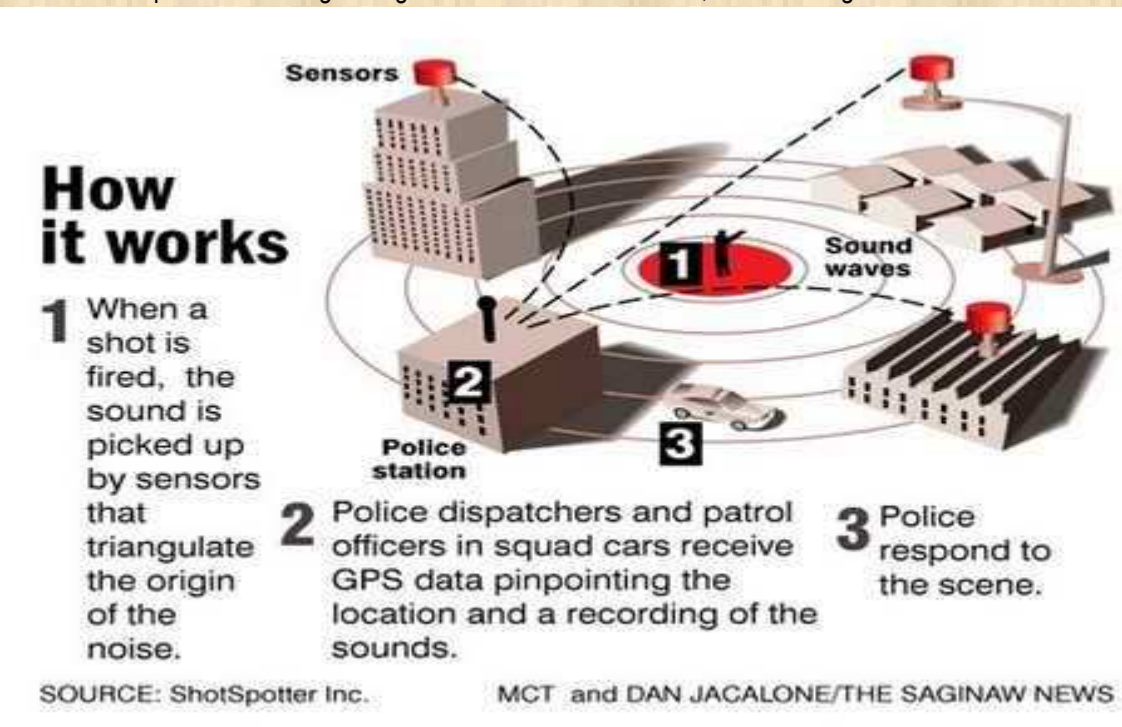 Sensors
How
it works
Sound
waves
1
2
3
Police
station
1 When a
shot is
fired, the
sound is
picked up
by sensors
that
triangulate
the origin
of the
noise.
2 Police dispatchers and patrol
officers in squad cars receive
GPS data pinpointing the
location and a recording of the
sounds.
3 Police
respond to
the scene.
SOURCE: ShotSpotter Inc.
MCT and DAN JACALONE/THE SAGINAW NEWS